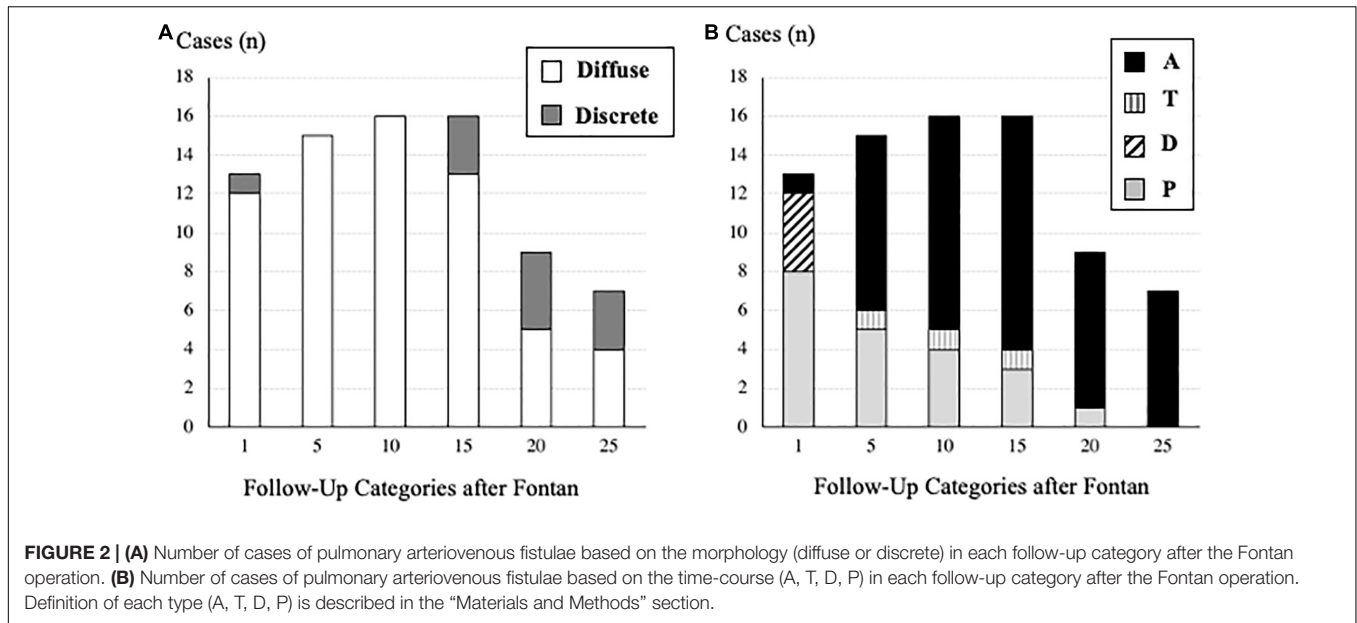 A Cases (n)
18
16
14
12
10
8
6
4
2
0
1 5 10 15 20 25
Follow-Up Categories after Fontan
Diffuse
Discrete
B Cases (n)
18
16
14
12
10
8
6
4
2
0
1 5 10 15 20 25
Follow-Up Categories after Fontan
A
T
D
P
FIGURE 2 | (A) Number of cases of pulmonary arteriovenous fistulae based on the morphology (diffuse or discrete) in each follow-up category after the Fontan
operation. (B) Number of cases of pulmonary arteriovenous fistulae based on the time-course (A, T, D, P) in each follow-up category after the Fontan operation.
Definition of each type (A, T, D, P) is described in the “Materials and Methods” section.